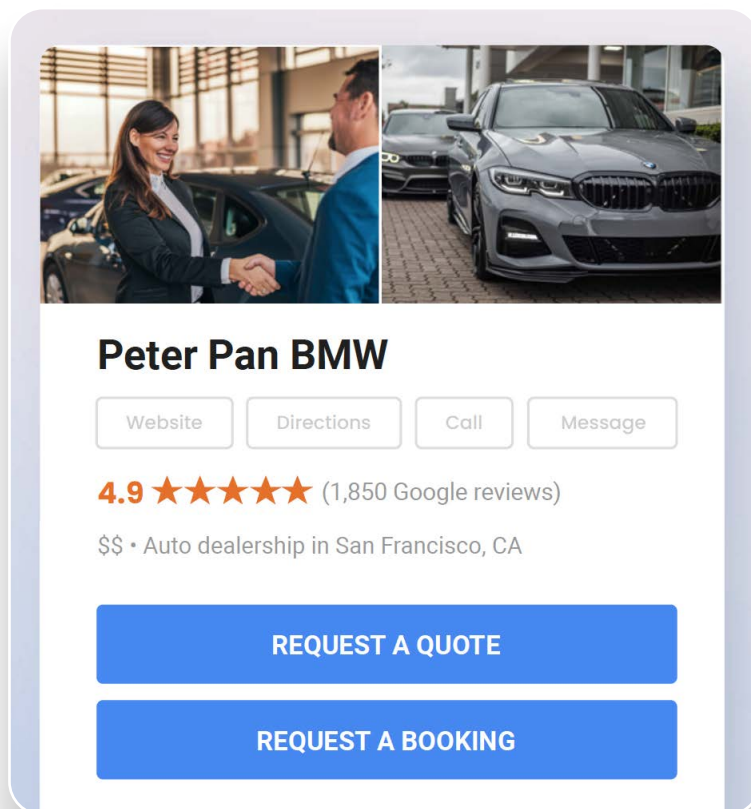 Peter Pan BMW
Website Directions Call Message
4.9 ★★★★★ (1,850 Google reviews)
$$ • Auto dealership in San Francisco, CA
REQUEST A QUOTE
REQUEST A BOOKING